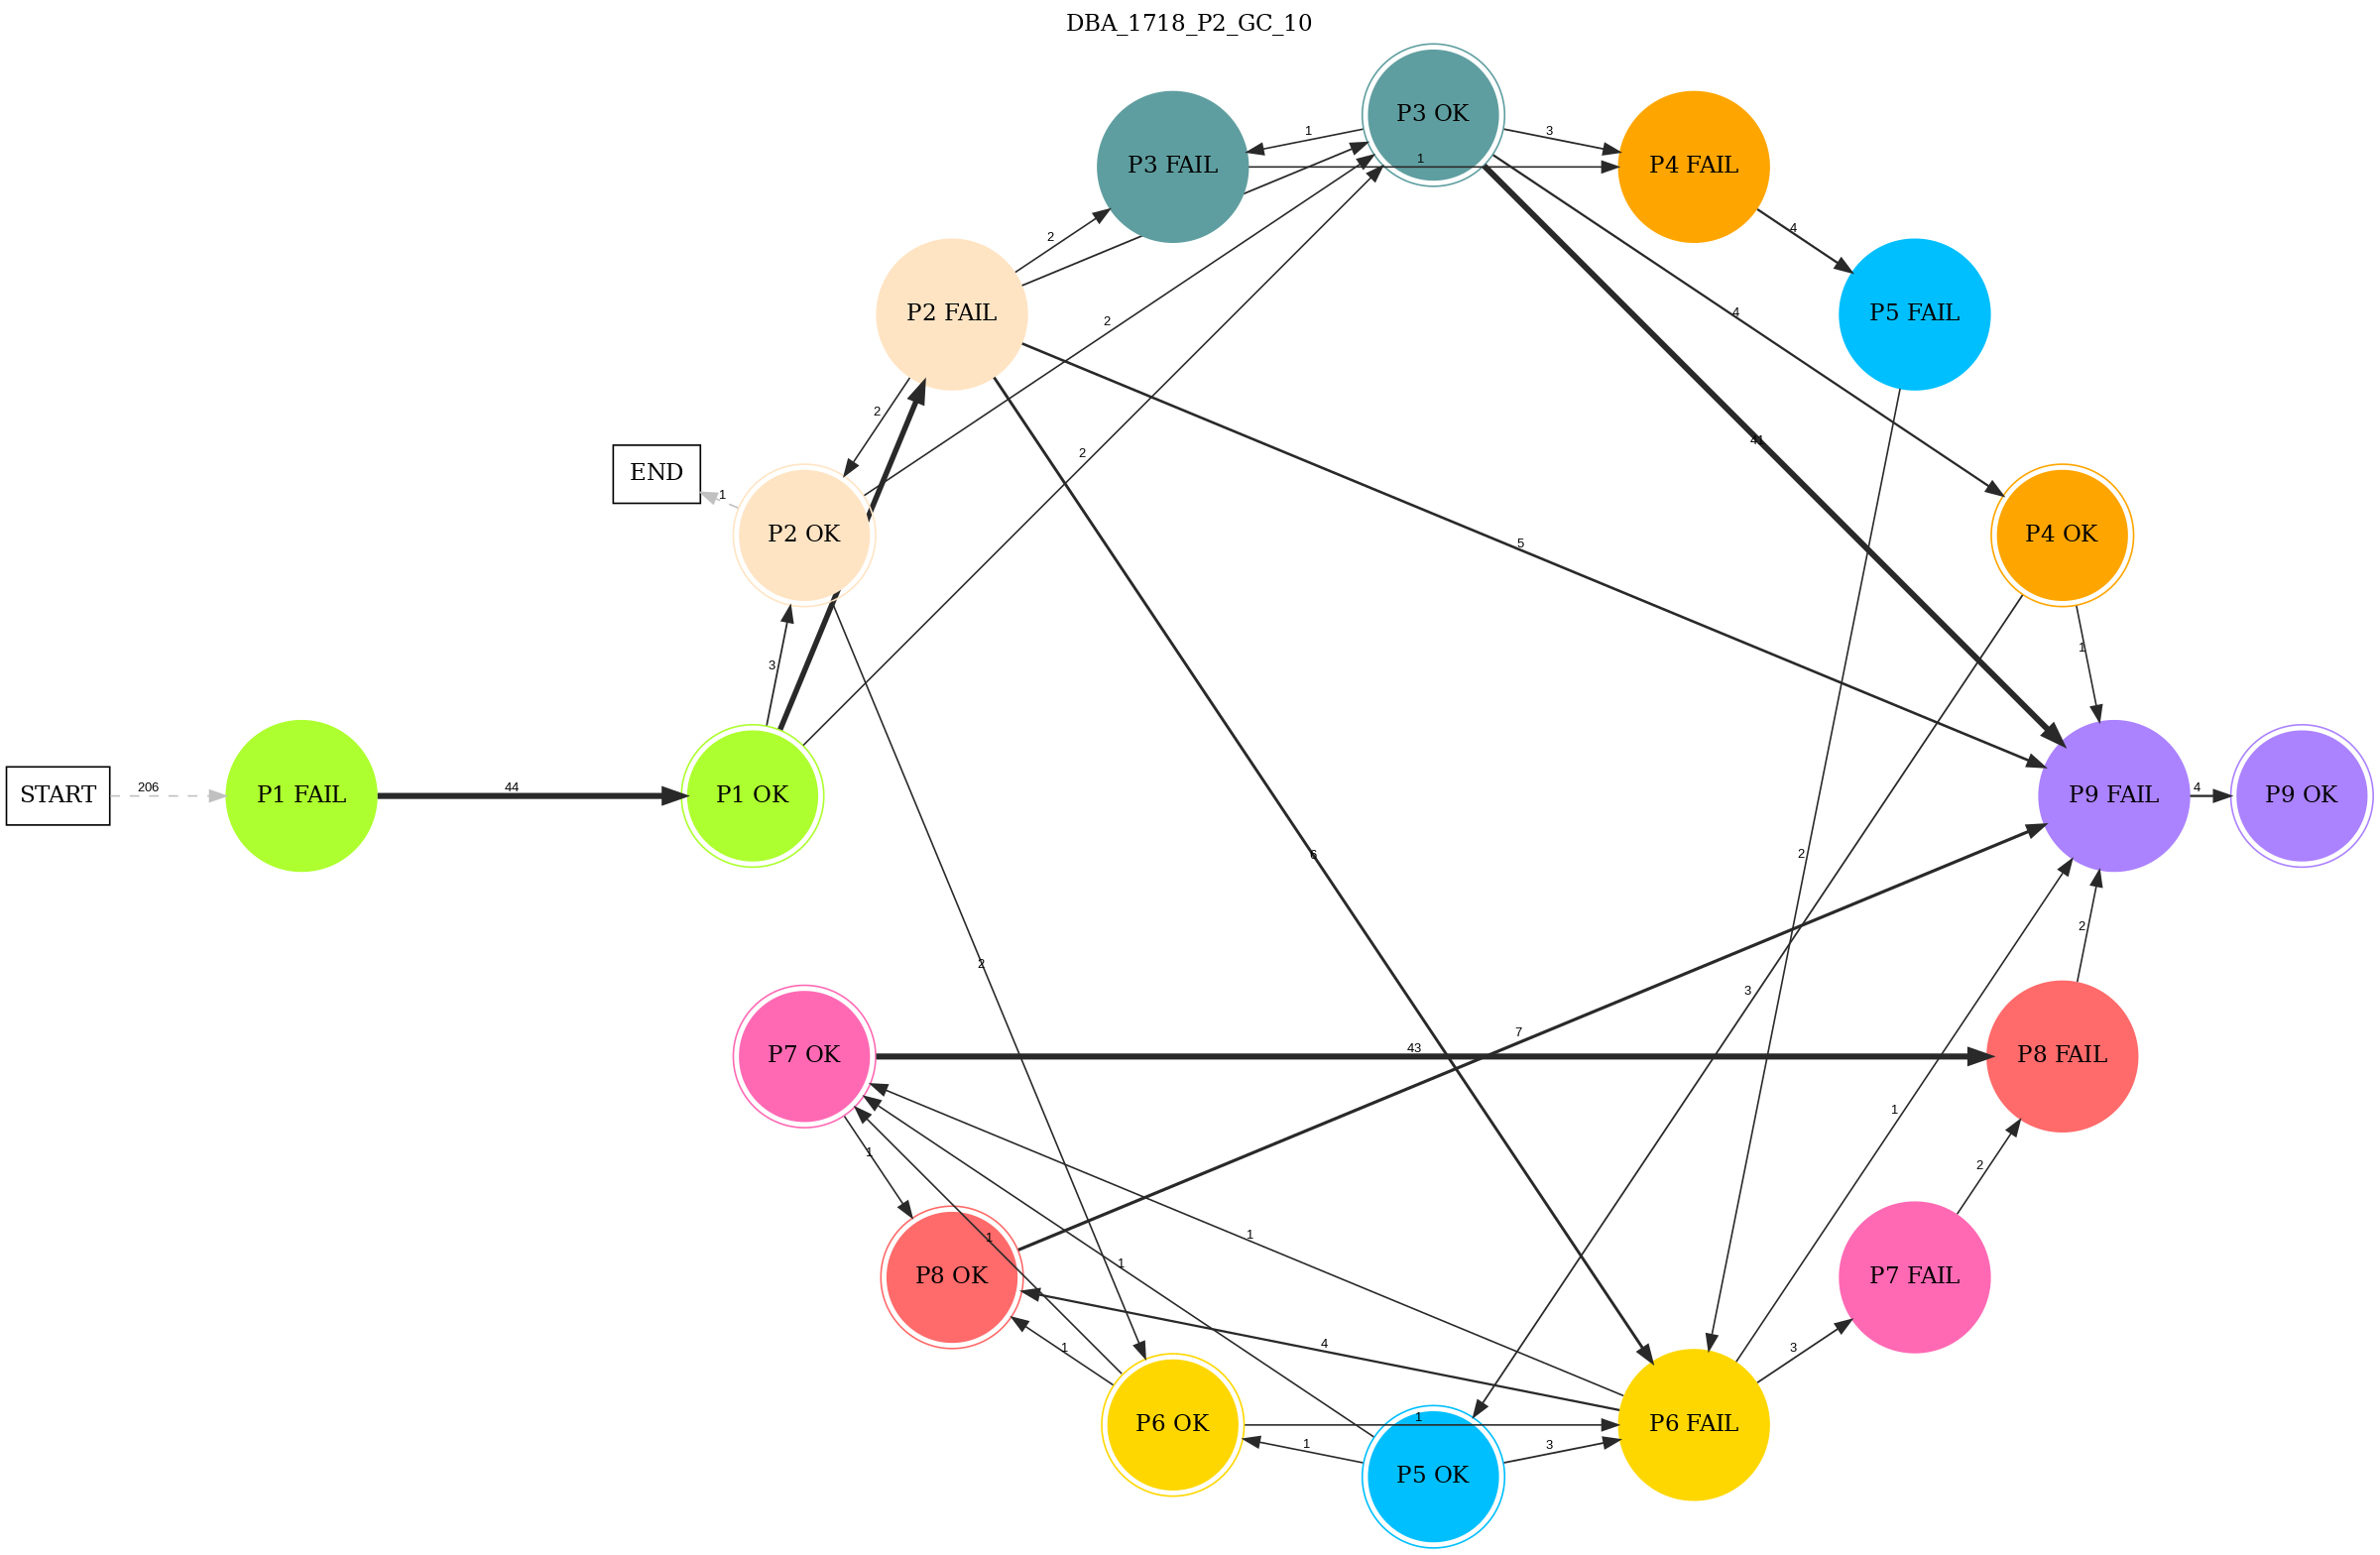 DBA_1718_P2_GC_10
P3 OK
1
3
P3 FAIL
1
P4 FAIL
2
4
P2 FAIL
P5 FAIL
2
4
2
41
2
END
1
P2 OK
P4 OK
5
3
1
START
206
P1 FAIL
44
P1 OK
P9 FAIL
4
P9 OK
6
2
2
2
3
7
P7 OK
43
P8 FAIL
1
1
2
1
1
1
P8 OK
P7 FAIL
4
1
3
P6 OK
1
P6 FAIL
1
3
P5 OK